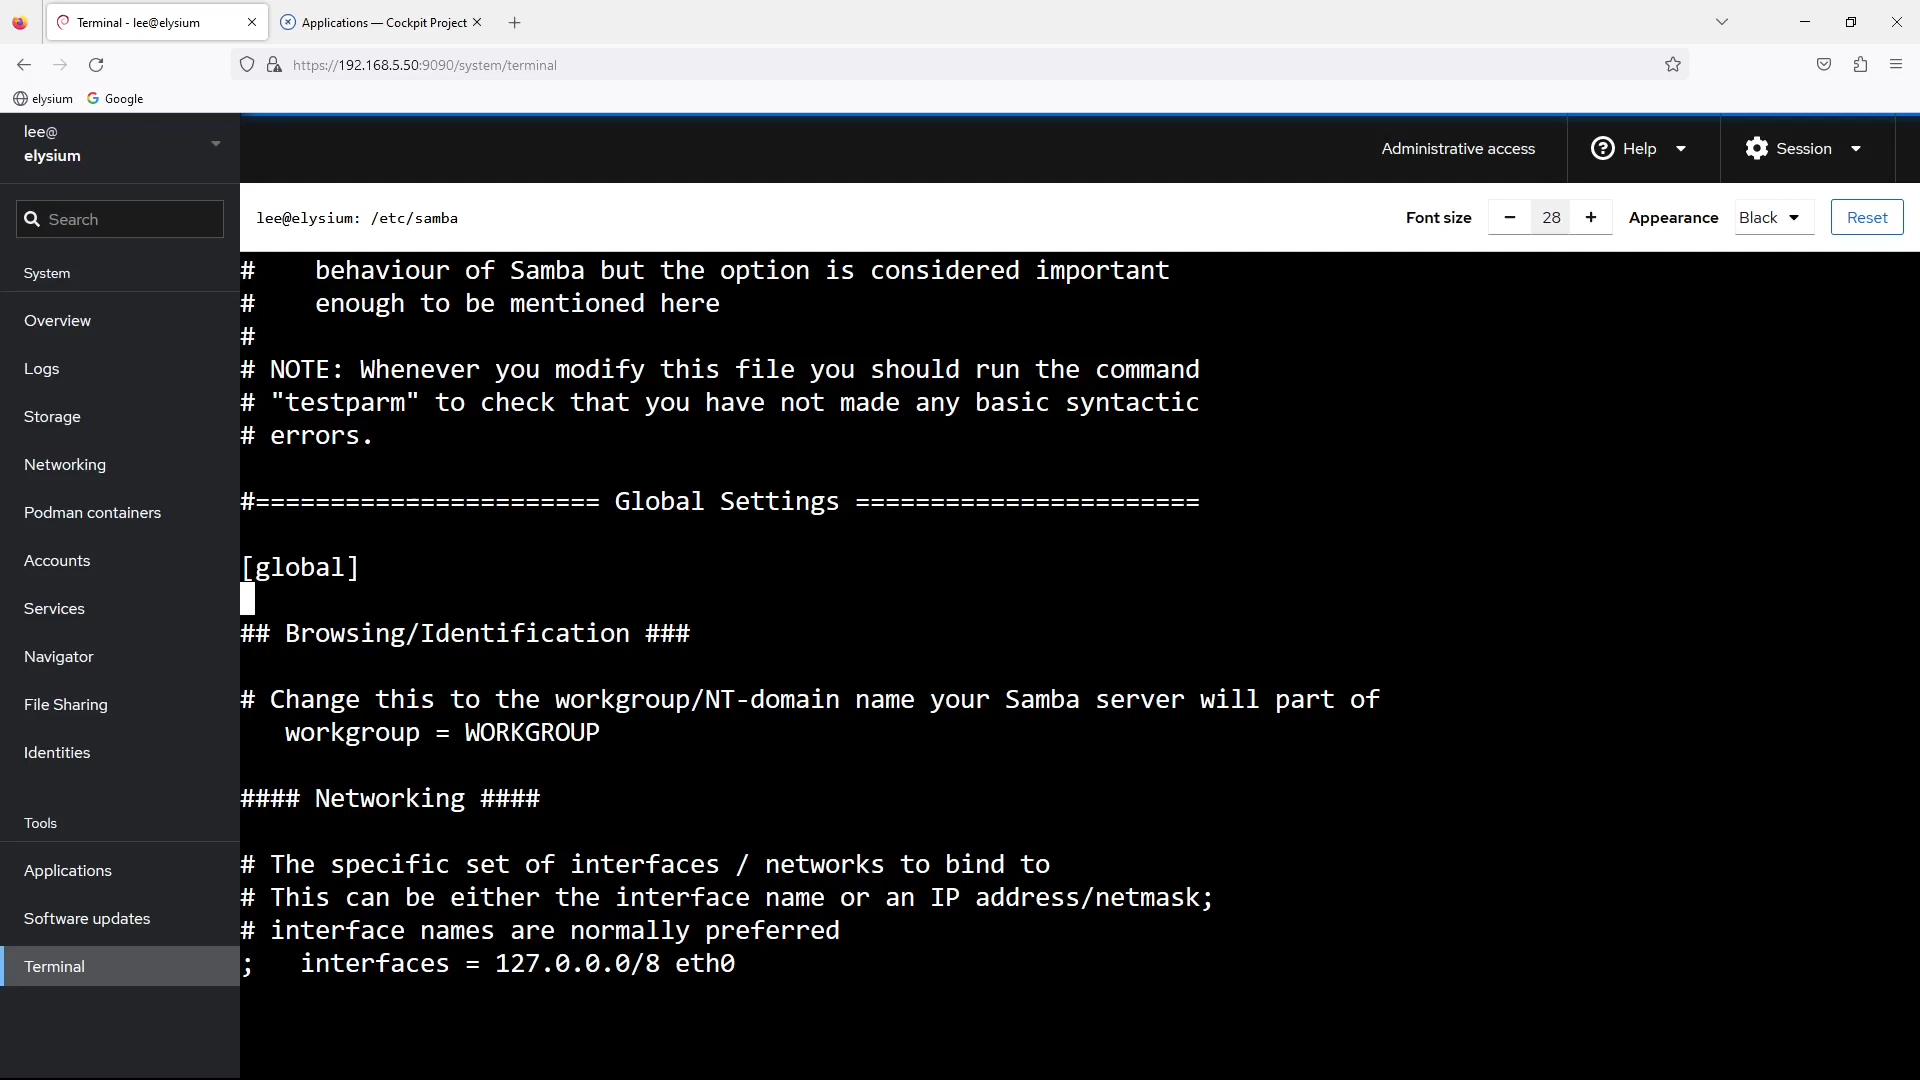 Terminal - lee@elysium
Applications — Cockpit Project
https://192.168.5.50:9090/system/terminal
elysium
Google
lee@
elysium
Administrative access
Help
Session
Search
lee@elysium: /etc/samba
Font size
28
Appearance
Black
Reset
System
Overview
Logs
Storage
Networking
Podman containers
Accounts
Services
Navigator
File Sharing
Identities
Tools
Applications
Software updates
Terminal
#    behaviour of Samba but the option is considered important
#    enough to be mentioned here
#
# NOTE: Whenever you modify this file you should run the command
# "testparm" to check that you have not made any basic syntactic
# errors.
#======================= Global Settings =======================
[global]
## Browsing/Identification ###
# Change this to the workgroup/NT-domain name your Samba server will part of
   workgroup = WORKGROUP
#### Networking ####
# The specific set of interfaces / networks to bind to
# This can be either the interface name or an IP address/netmask;
# interface names are normally preferred
;   interfaces = 127.0.0.0/8 eth0